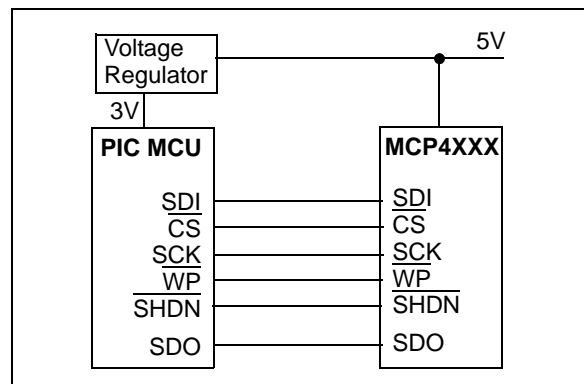 Voltage
Regulator
5V
3V
PIC MCU
MCP4XXX
SDI
SDI
CS
CS
SCK
SCK
WP
WP
SHDN
SHDN
SDO
SDO